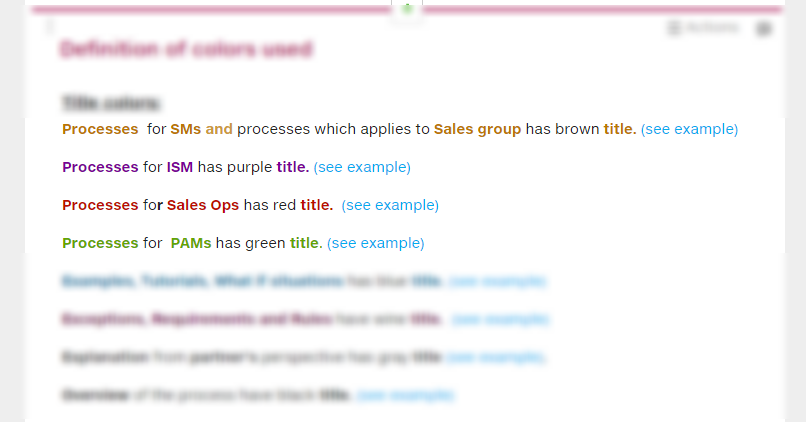 Definition of colors used
Actions
Title colors:
Processes for SMs and processes which applies to Sales group has brown title. (see example)
Processes for ISM has purple title. (see example)
Processes for Sales Ops has red title. (see example)
Processes for PAMs has green title. (see example)
Examples, Tutorials, What if situations has blue title. (see example)
Exceptions, Requirements and Rules have wine title. (see example)
Explanation from partner's perspective has gray title (see example).
Overview of the process have black title. (see example)